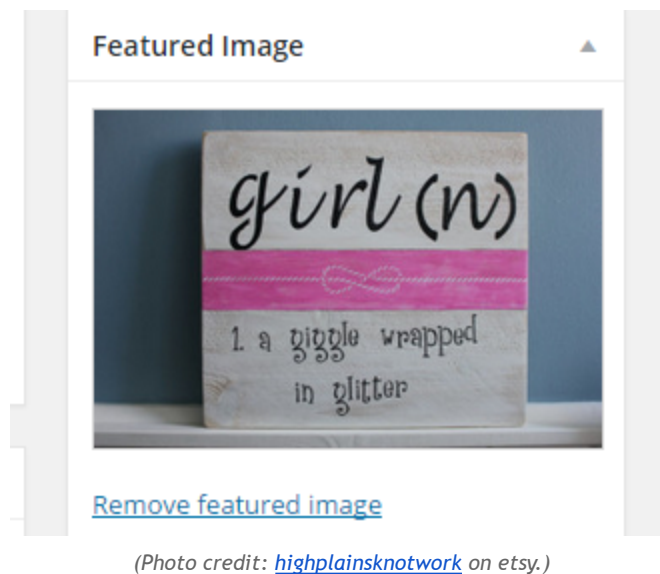 Featured Image
girl (n)
1. a giggle wrapped
in glitter
Remove featured image
(Photo credit: highplainsknotwork on etsy.)